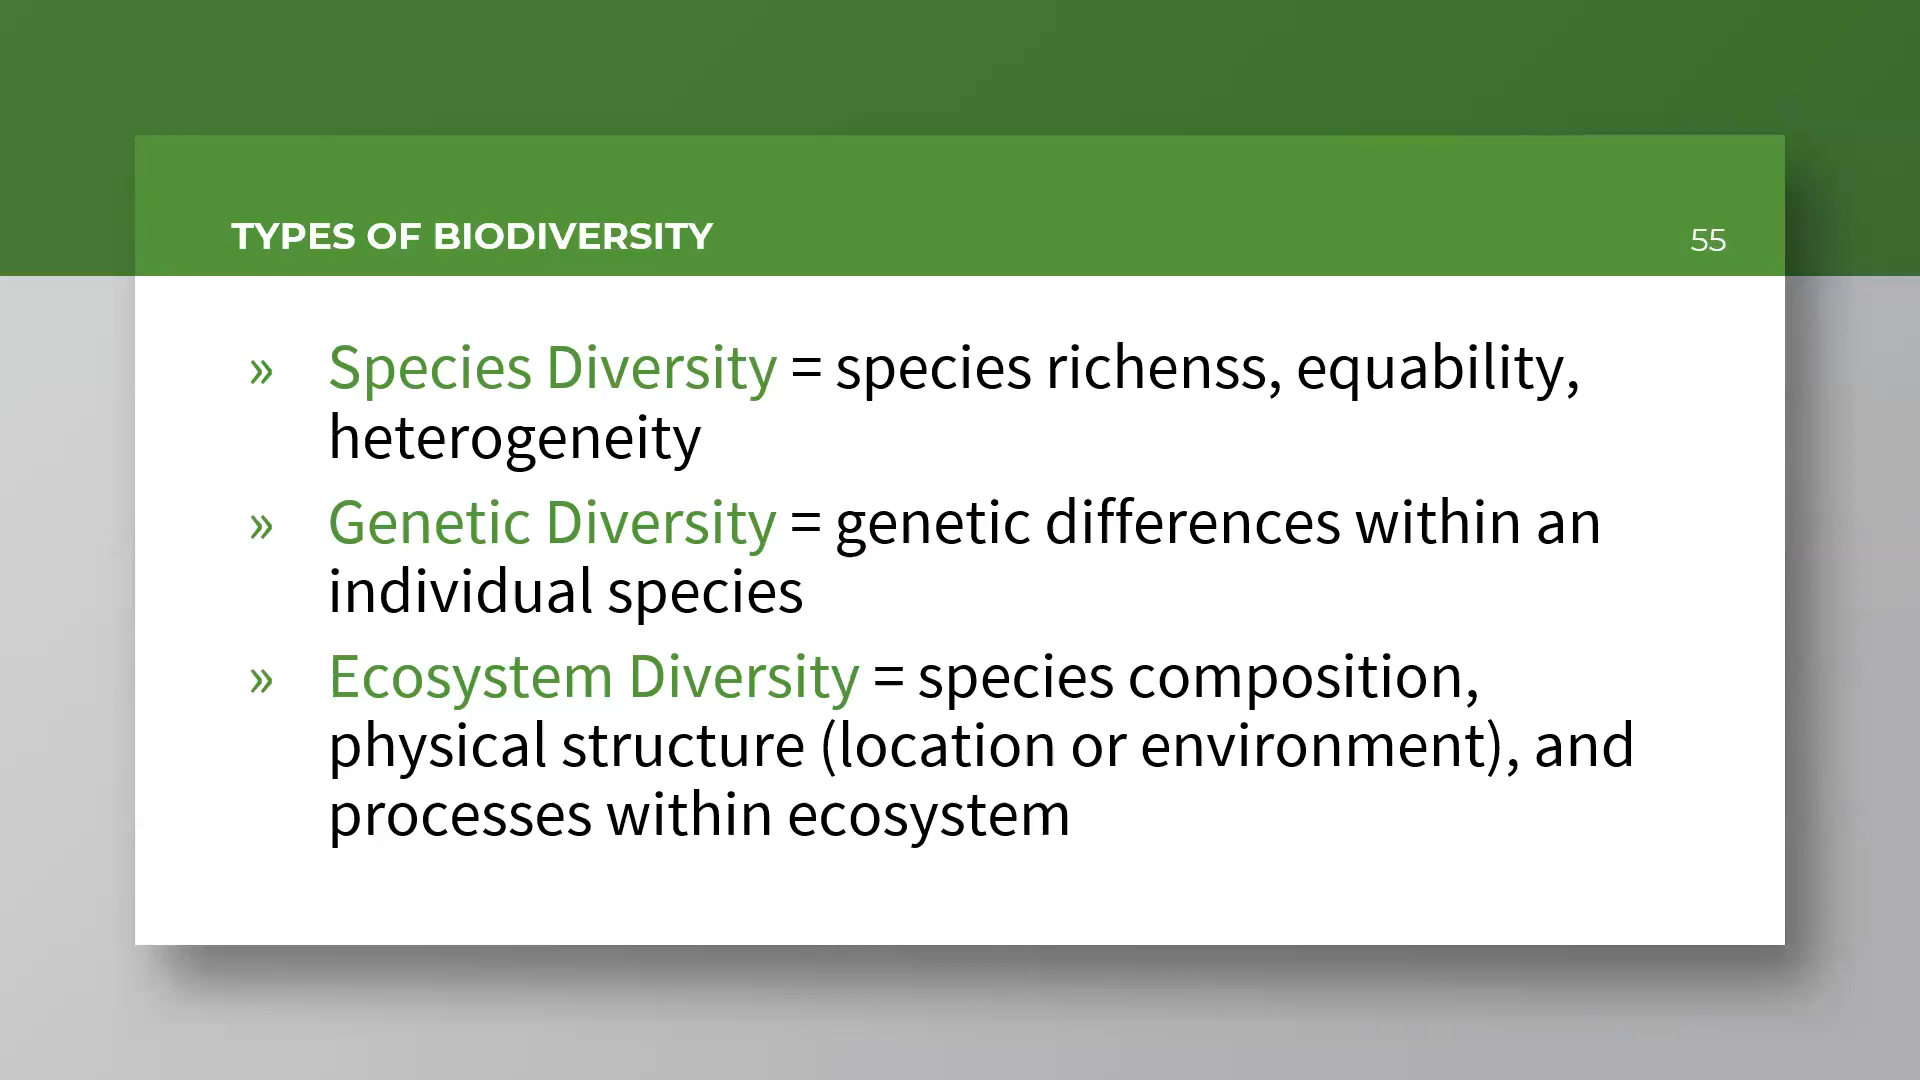 TYPES OF BIODIVERSITY
55
» Species Diversity = species richenss, equability,
heterogeneity
» Genetic Diversity = genetic differences within an
individual species
» Ecosystem Diversity = species composition,
physical structure (location or environment), and
processes within ecosystem